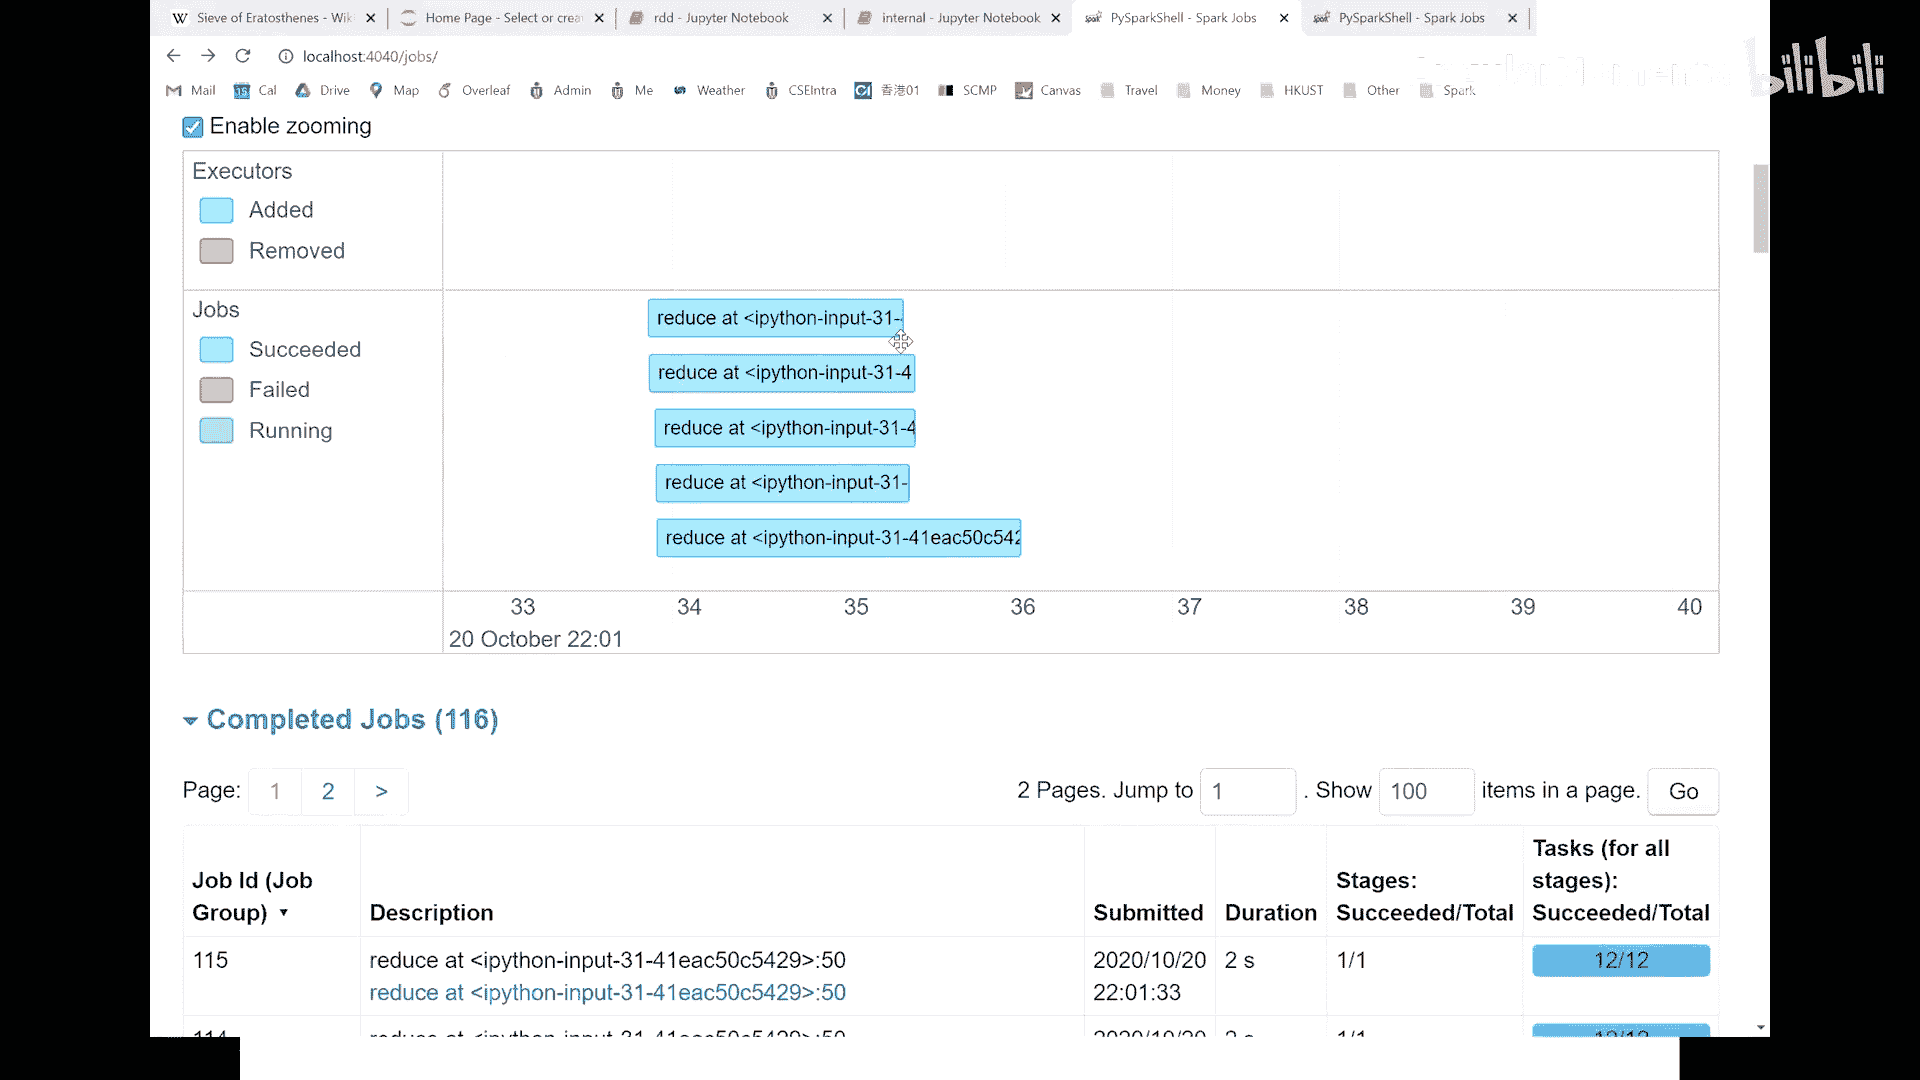 Sieve of Eratosthenes - Wiki
Home Page - Select or crea
rdd - Jupyter Notebook
internal - Jupyter Notebook
PySparkShell - Spark Jobs
PySparkShell - Spark Jobs
localhost:4040/jobs/
Mail Cal Drive Map Overleaf Admin Me Weather CSEIntra 香港01 SCMP Canvas Travel Money HKUST Other Spark
bilibili
Enable zooming
Executors
Added
Removed
Jobs
Succeeded
Failed
Running
reduce at <ipython-input-31-
reduce at <ipython-input-31-4
reduce at <ipython-input-31-4
reduce at <ipython-input-31-
reduce at <ipython-input-31-41eac50c542
33 34 35 36 37 38 39 40
20 October 22:01
Completed Jobs (116)
Page: 1 2 >
2 Pages. Jump to 1 . Show 100 items in a page. Go
Job Id (Job Group) ▾
Description
Submitted
Duration
Stages: Succeeded/Total
Tasks (for all stages): Succeeded/Total
115
reduce at <ipython-input-31-41eac50c5429>:50
reduce at <ipython-input-31-41eac50c5429>:50
2020/10/20
22:01:33
2 s
1/1
12/12